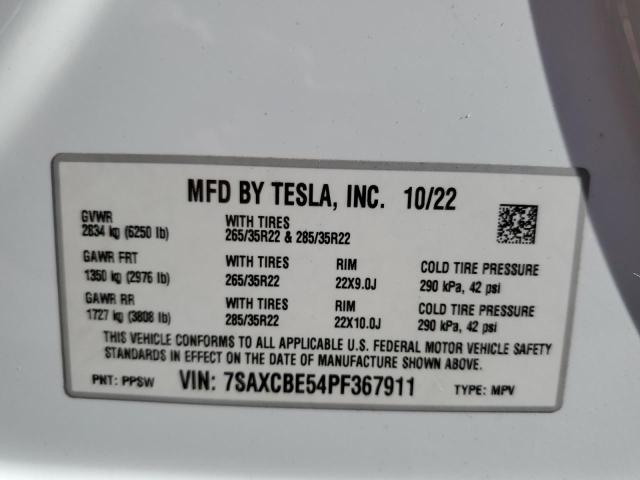 MFD BY TESLA, INC. 10/22
GVWR WITH TIRES
2834 kg (6250 lb) 265/35R22 & 285/35R22
GAWR FRT WITH TIRES RIM COLD TIRE PRESSURE
1350 kg (2976 lb) 265/35R22 22X9.0J 290 kPa, 42 psi
GAWR RR WITH TIRES RIM COLD TIRE PRESSURE
1727 kg (3808 lb) 285/35R22 22X10.0J 290 kPa, 42 psi
THIS VEHICLE CONFORMS TO ALL APPLICABLE U.S. FEDERAL MOTOR VEHICLE SAFETY
STANDARDS IN EFFECT ON THE DATE OF MANUFACTURE SHOWN ABOVE.
PNT: PPSW VIN: 7SAXCBE54PF367911 TYPE: MPV